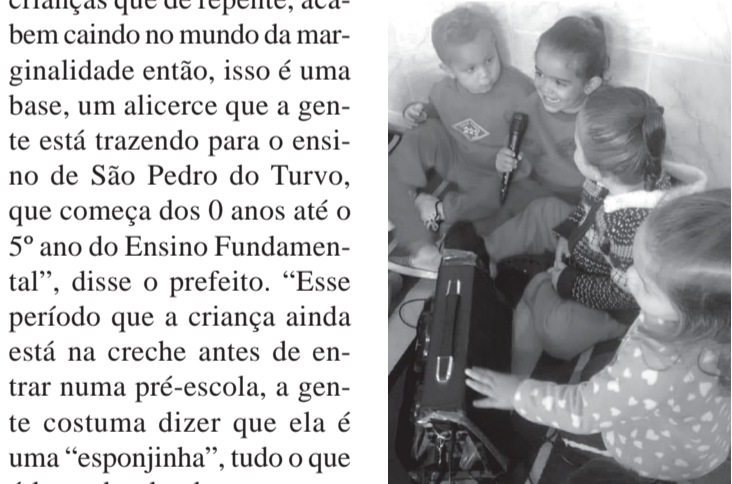 crianças que de repente, aca-
bem caindo no mundo da mar-
ginalidade então, isso é uma
base, um alicerce que a gen-
te está trazendo para o ensi-
no de São Pedro do Turvo,
que começa dos 0 anos até o
5º ano do Ensino Fundamen-
tal”, disse o prefeito. “Esse
período que a criança ainda
está na creche antes de en-
trar numa pré-escola, a gen-
te costuma dizer que ela é
uma “esponjinha”, tudo o que